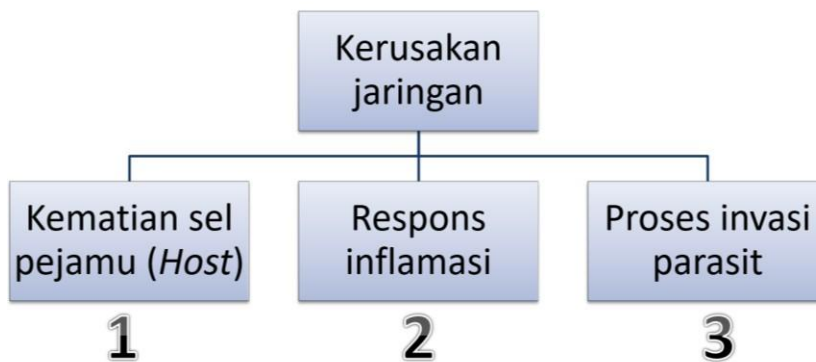 Kerusakan
jaringan
Kematian sel
pejamu (Host)
Respons
inflamasi
Proses invasi
parasit
1
2
3